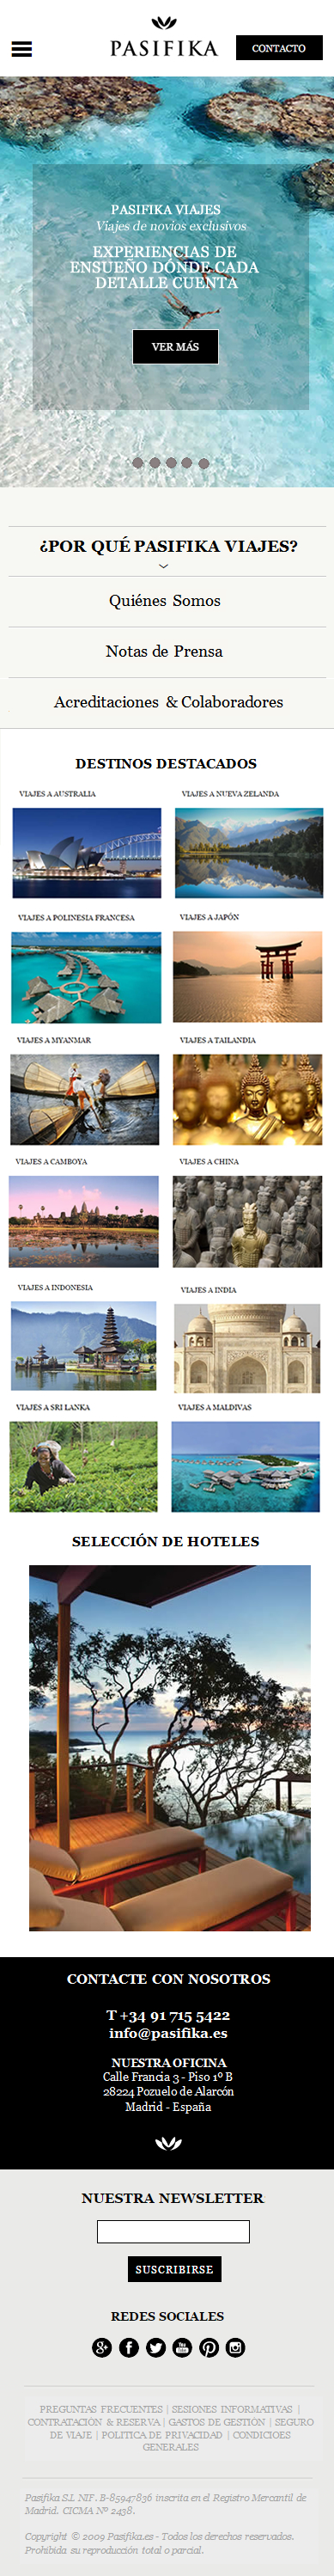 PASIFIKA
CONTACTO
PASIFIKA VIAJES
Viajes de novios exclusivos
EXPERIENCIAS DE
ENSUEÑO DÓNDE CADA
DETALLE CUENTA
VER MÁS
¿POR QUÉ PASIFIKA VIAJES?
Quiénes Somos
Notas de Prensa
Acreditaciones & Colaboradores
DESTINOS DESTACADOS
VIAJES A AUSTRALIA
VIAJES A NUEVA ZELANDA
VIAJES A POLINESIA FRANCESA
VIAJES A JAPÓN
VIAJES A MYANMAR
VIAJES A TAILANDIA
VIAJES A CAMBOYA
VIAJES A CHINA
VIAJES A INDONESIA
VIAJES A INDIA
VIAJES A SRI LANKA
VIAJES A MALDIVAS
SELECCIÓN DE HOTELES
CONTACTE CON NOSOTROS
T +34 91 715 5422
info@pasifika.es
NUESTRA OFICINA
Calle Francia 3 - Piso 1º B
28224 Pozuelo de Alarcón
Madrid - España
NUESTRA NEWSLETTER
SUSCRIBIRSE
REDES SOCIALES
PREGUNTAS FRECUENTES | SESIONES INFORMATIVAS |
CONTRATACIÓN & RESERVA | GASTOS DE GESTIÓN | SEGURO
DE VIAJE | POLITICA DE PRIVACIDAD | CONDICIOES
GENERALES
Pasifika S.L NIF. B-85947836 inscrita en el Registro Mercantil de
Madrid. CICMA Nº 2438.
Copyright © 2009 Pasifika.es - Todos los derechos reservados.
Prohibida su reproducción total o parcial.